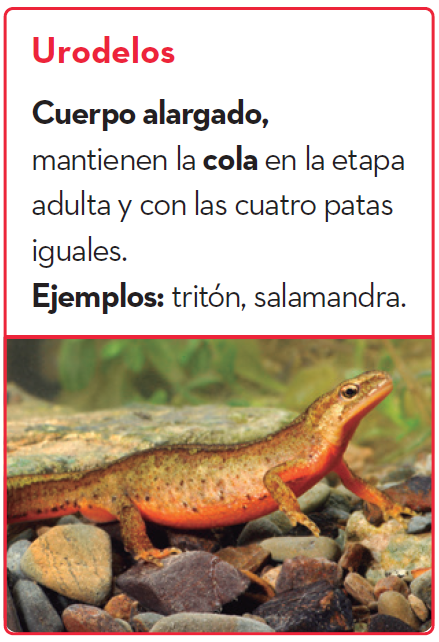 Urodelos
Cuerpo alargado,
mantienen la cola en la etapa
adulta y con las cuatro patas
iguales.
Ejemplos: tritón, salamandra.